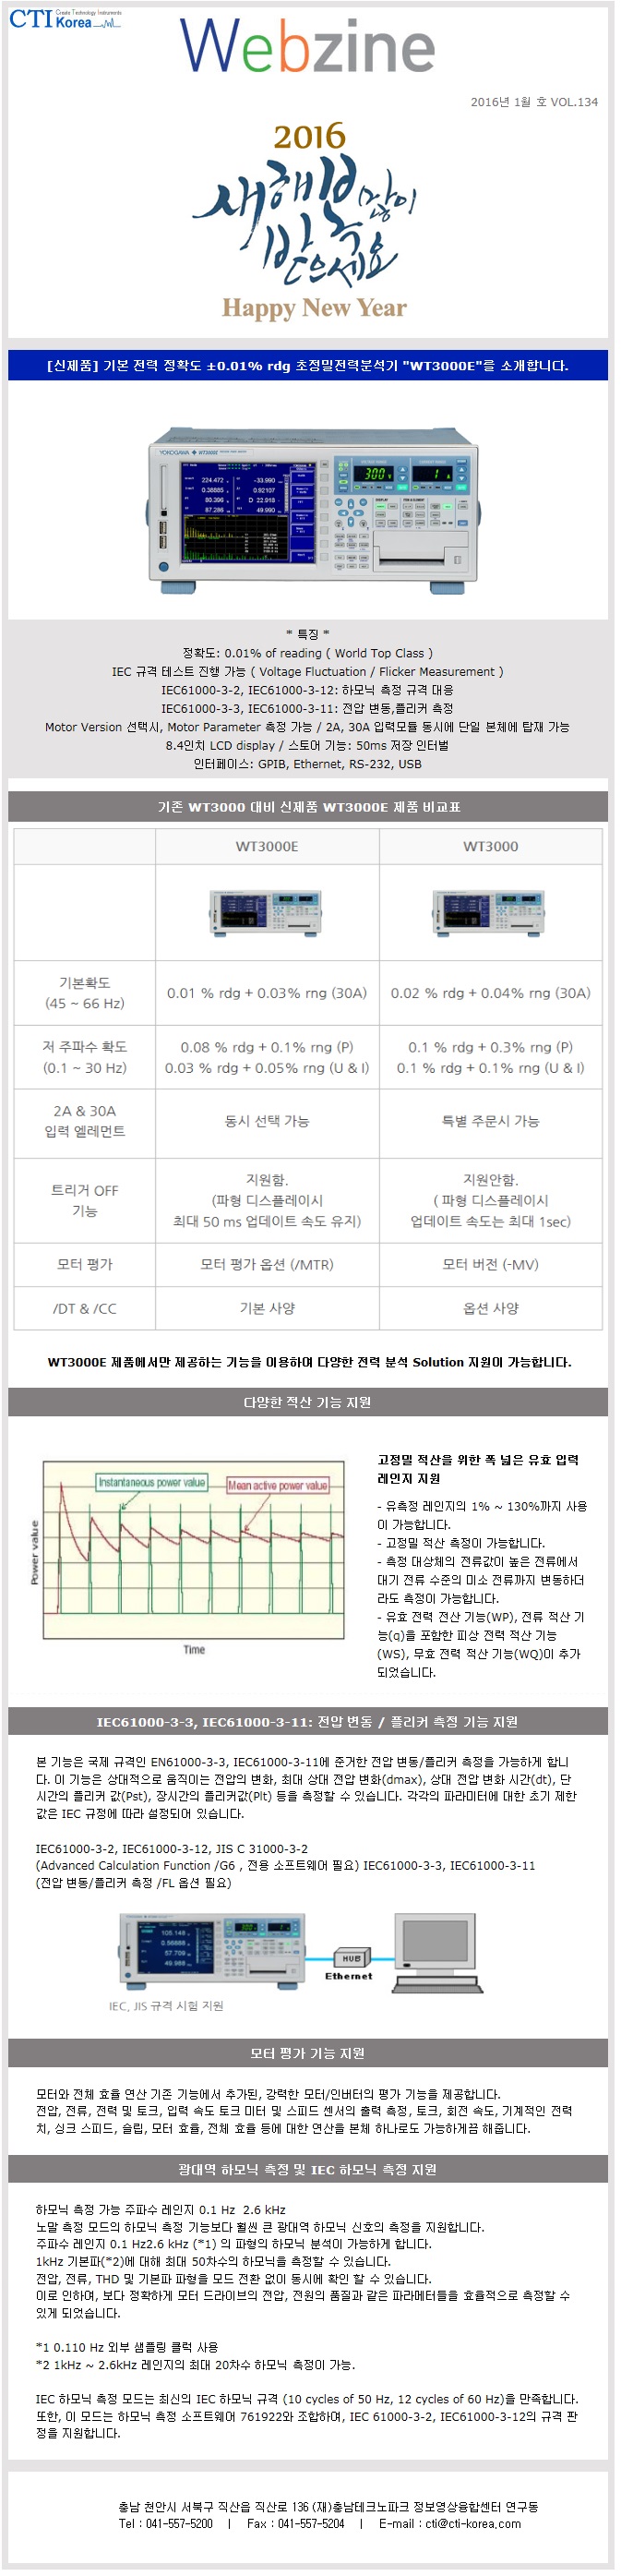 CTI Create Technology Instruments
Korea
Webzine
2016년 1월 호 VOL.134
2016
새해 복 많이
받으세요
Happy New Year
[신제품] 기본 전력 정확도 ±0.01% rdg 초정밀전력분석기 "WT3000E"를 소개합니다.
YOKOGAWA WT3000E
224.472 -33.990
0.38685 0.92107
80.396 D 22.018
87.286 49.990
300 1 A
* 특징 *
정확도: 0.01% of reading ( World Top Class )
IEC 규격 테스트 진행 가능 ( Voltage Fluctuation / Flicker Measurement )
IEC61000-3-2, IEC61000-3-12: 하모닉 측정 규격 대응
IEC61000-3-3, IEC61000-3-11: 전압 변동,플리커 측정
Motor Version 선택시, Motor Parameter 측정 가능 / 2A, 30A 입력모듈 동시에 단일 본체에 탑재 가능
8.4인치 LCD display / 스토어 기능: 50ms 저장 인터벌
인터페이스: GPIB, Ethernet, RS-232, USB
기존 WT3000 대비 신제품 WT3000E 제품 비교표
WT3000E WT3000
기본확도
(45 ~ 66 Hz)
0.01 % rdg + 0.03% rng (30A) 0.02 % rdg + 0.04% rng (30A)
저 주파수 확도
(0.1 ~ 30 Hz)
0.08 % rdg + 0.1% rng (P)
0.03 % rdg + 0.05% rng (U & I)
0.1 % rdg + 0.3% rng (P)
0.1 % rdg + 0.1% rng (U & I)
2A & 30A
입력 엘레먼트
동시 선택 가능 특별 주문시 가능
트리거 OFF
기능
지원함.
(파형 디스플레이시
최대 50 ms 업데이트 속도 유지)
지원안함.
( 파형 디스플레이시
업데이트 속도는 최대 1sec)
모터 평가 모터 평가 옵션 (/MTR) 모터 버전 (-MV)
/DT & /CC 기본 사양 옵션 사양
WT3000E 제품에서만 제공하는 기능을 이용하여 다양한 전력 분석 Solution 지원이 가능합니다.
다양한 적산 기능 지원
Instantaneous power value
Mean active power value
Power value
Time
고정밀 적산을 위한 폭 넓은 유효 입력
레인지 지원
- 유측정 레인지의 1% ~ 130%까지 사용
이 가능합니다.
- 고정밀 적산 측정이 가능합니다.
- 측정 대상체의 전류값이 높은 전류에서
대기 전류 수준의 미소 전류까지 변동하더
라도 측정이 가능합니다.
- 유효 전력 전산 기능(WP), 전류 적산 기
능(q)을 포함한 피상 전력 적산 기능
(WS), 무효 전력 적산 기능(WQ)이 추가
되었습니다.
IEC61000-3-3, IEC61000-3-11: 전압 변동 / 플리커 측정 기능 지원
본 기능은 국제 규격인 EN61000-3-3, IEC61000-3-11에 준거한 전압 변동/플리커 측정을 가능하게 합니
다. 이 기능은 상대적으로 움직이는 전압의 변화, 최대 상대 전압 변화(dmax), 상대 전압 변화 시간(dt), 단
시간의 플리커 값(Pst), 장시간의 플리커값(Plt) 등을 측정할 수 있습니다. 각각의 파라미터에 대한 초기 제한
값은 IEC 규정에 따라 설정되어 있습니다.
IEC61000-3-2, IEC61000-3-12, JIS C 31000-3-2
(Advanced Calculation Function /G6 , 전용 소프트웨어 필요) IEC61000-3-3, IEC61000-3-11
(전압 변동/플리커 측정 /FL 옵션 필요)
105.148
0.56888
57.709
49.968
HUB
Ethernet
IEC, JIS 규격 시험 지원
모터 평가 기능 지원
모터와 전체 효율 연산 기존 기능에서 추가된, 강력한 모터/인버터의 평가 기능을 제공합니다.
전압, 전류, 전력 및 토크, 입력 속도 토크 미터 및 스피드 센서의 출력 측정, 토크, 회전 속도, 기계적인 전력
치, 싱크 스피드, 슬립, 모터 효율, 전체 효율 등에 대한 연산을 본체 하나로도 가능하게끔 해줍니다.
광대역 하모닉 측정 및 IEC 하모닉 측정 지원
하모닉 측정 가능 주파수 레인지 0.1 Hz 2.6 kHz
노말 측정 모드의 하모닉 측정 기능보다 훨씬 큰 광대역 하모닉 신호의 측정을 지원합니다.
주파수 레인지 0.1 Hz2.6 kHz (*1) 의 파형의 하모닉 분석이 가능하게 합니다.
1kHz 기본파(*2)에 대해 최대 50차수의 하모닉을 측정할 수 있습니다.
전압, 전류, THD 및 기본파 파형을 모드 전환 없이 동시에 확인 할 수 있습니다.
이로 인하여, 보다 정확하게 모터 드라이브의 전압, 전원의 품질과 같은 파라메터들을 효율적으로 측정할 수
있게 되었습니다.
*1 0.110 Hz 외부 샘플링 클럭 사용
*2 1kHz ~ 2.6kHz 레인지의 최대 20차수 하모닉 측정이 가능.
IEC 하모닉 측정 모드는 최신의 IEC 하모닉 규격 (10 cycles of 50 Hz, 12 cycles of 60 Hz)을 만족합니다.
또한, 이 모드는 하모닉 측정 소프트웨어 761922와 조합하여, IEC 61000-3-2, IEC61000-3-12의 규격 판
정을 지원합니다.
충남 천안시 서북구 직산읍 직산로 136 (재)충남테크노파크 정보영상융합센터 연구동
Tel : 041-557-5200 | Fax : 041-557-5204 | E-mail : cti@cti-korea.com